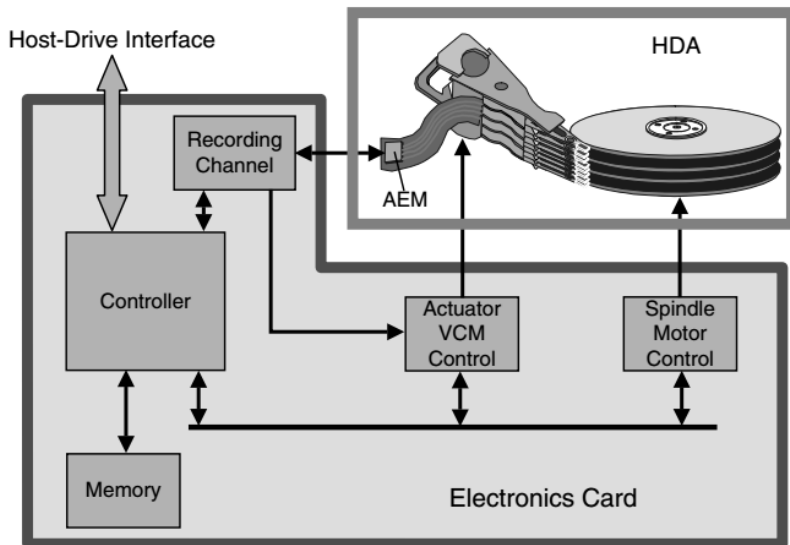 Host-Drive Interface
HDA
Recording
Channel
AEM
Controller
Actuator
VCM
Control
Spindle
Motor
Control
Memory
Electronics Card